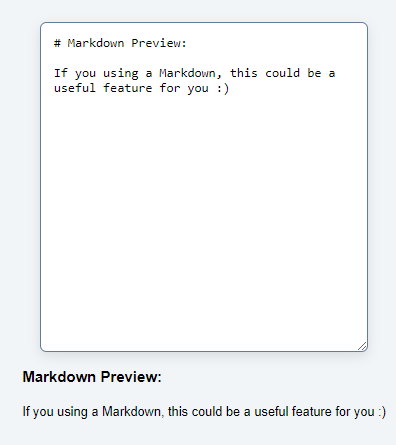 # Markdown Preview:
If you using a Markdown, this could be a
useful feature for you :)
Markdown Preview:
If you using a Markdown, this could be a useful feature for you :)